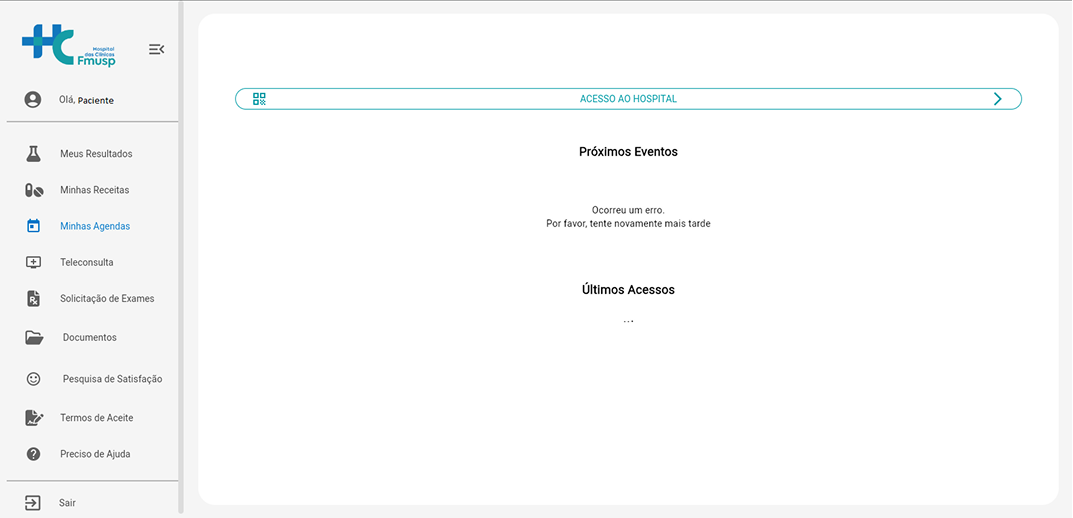 HC
Hospital
das Clínicas
Fmusp
Olá, Paciente
Meus Resultados
Minhas Receitas
Minhas Agendas
Teleconsulta
Solicitação de Exames
Documentos
Pesquisa de Satisfação
Termos de Aceite
Preciso de Ajuda
Sair
ACESSO AO HOSPITAL
Próximos Eventos
Ocorreu um erro.
Por favor, tente novamente mais tarde
Últimos Acessos
...